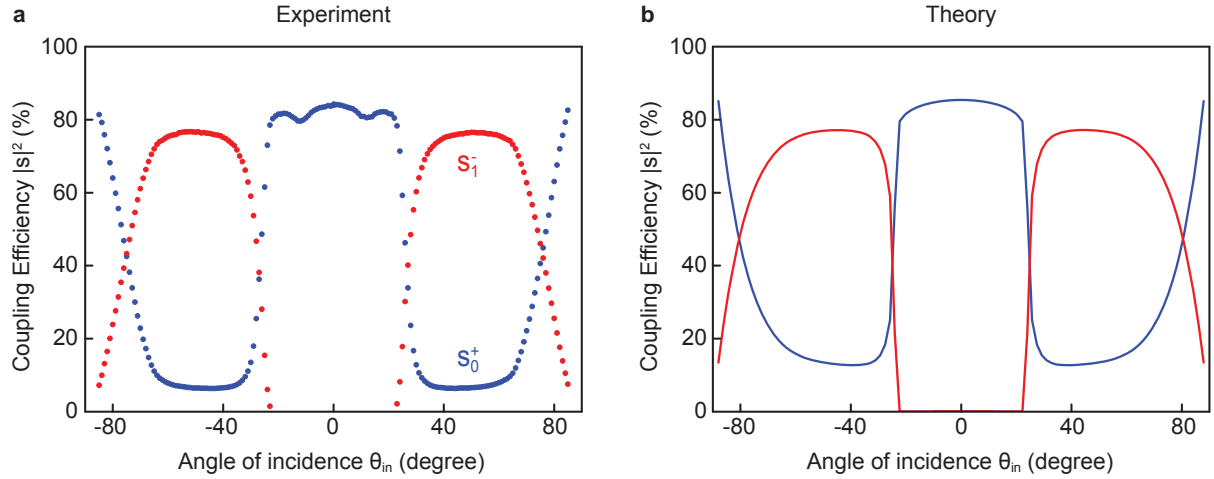 a Experiment
Coupling Efficiency |s|² (%)
100
80
60
40
20
0
-80 -40 0 40 80
Angle of incidence θin (degree)
S1-
S0+
b Theory
Coupling Efficiency |s|² (%)
100
80
60
40
20
0
-80 -40 0 40 80
Angle of incidence θin (degree)